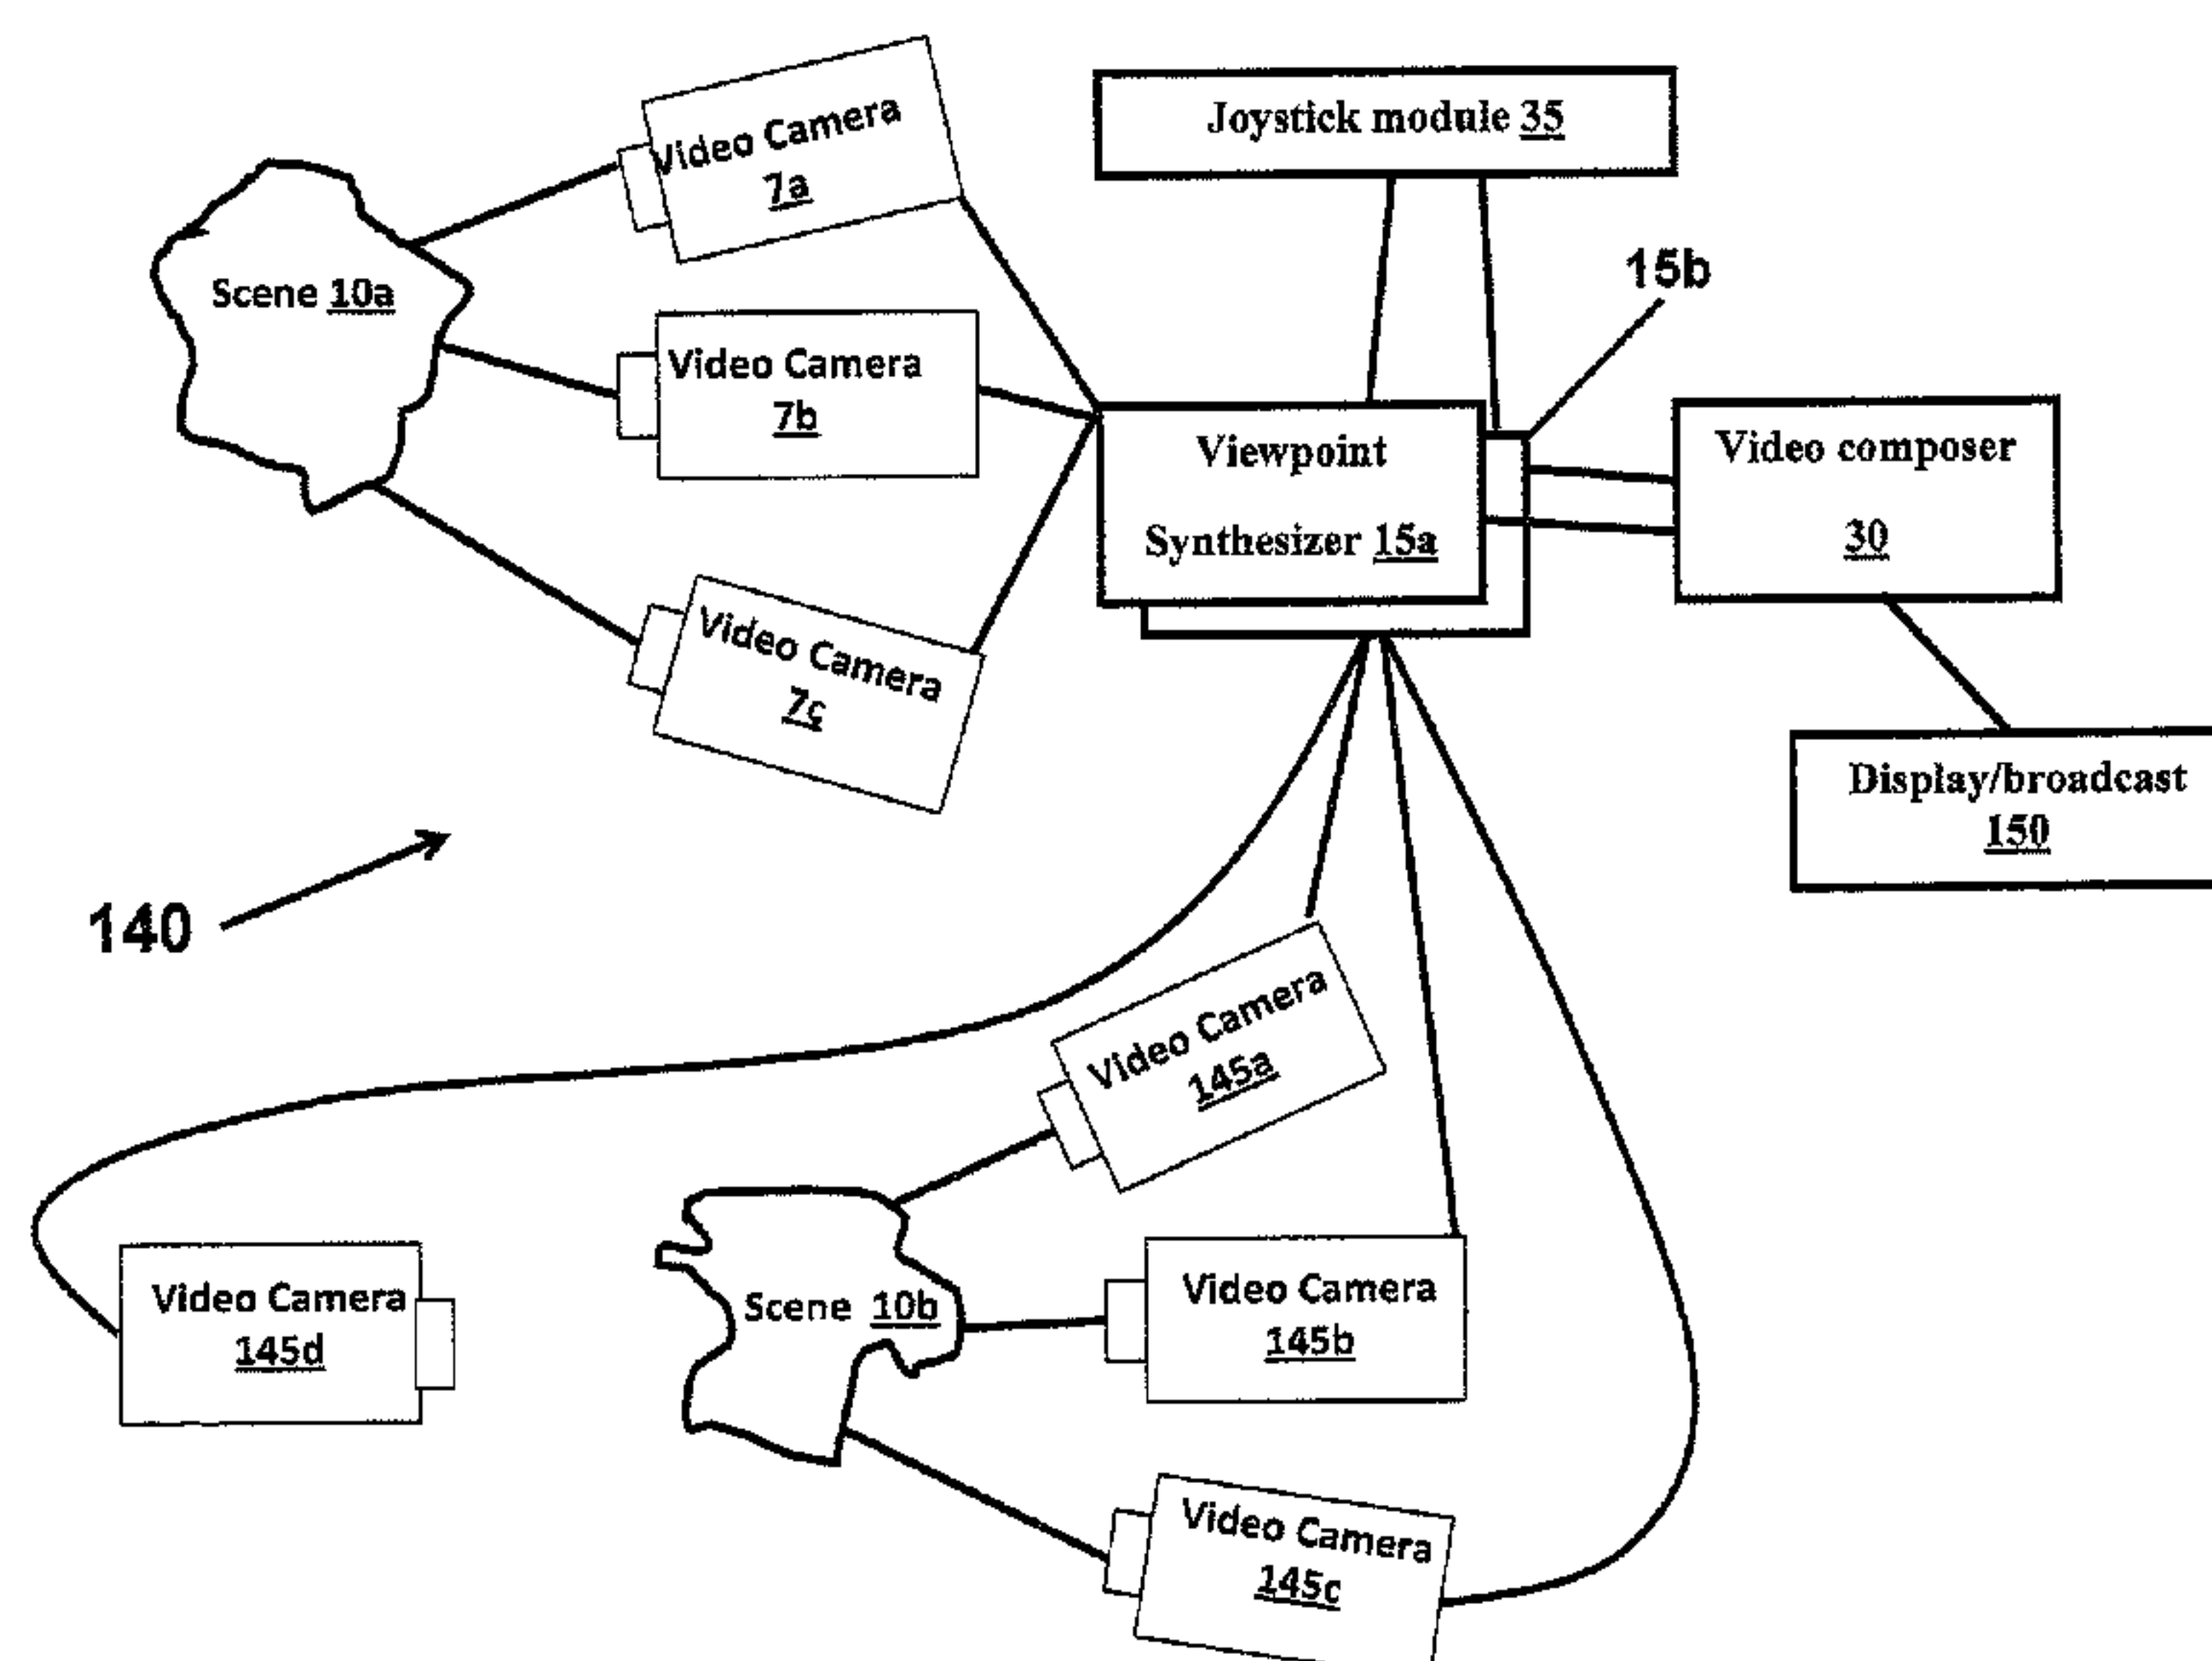 Video Camera
7a
Joystick module 35
Scene 10a
15b
Video Camera
7b
Viewpoint
Synthesizer 15a
Video composer
30
Video Camera
7c
Display/broadcast
150
140
Video Camera
145a
Video Camera
145d
Scene 10b
Video Camera
145b
Video Camera
145c